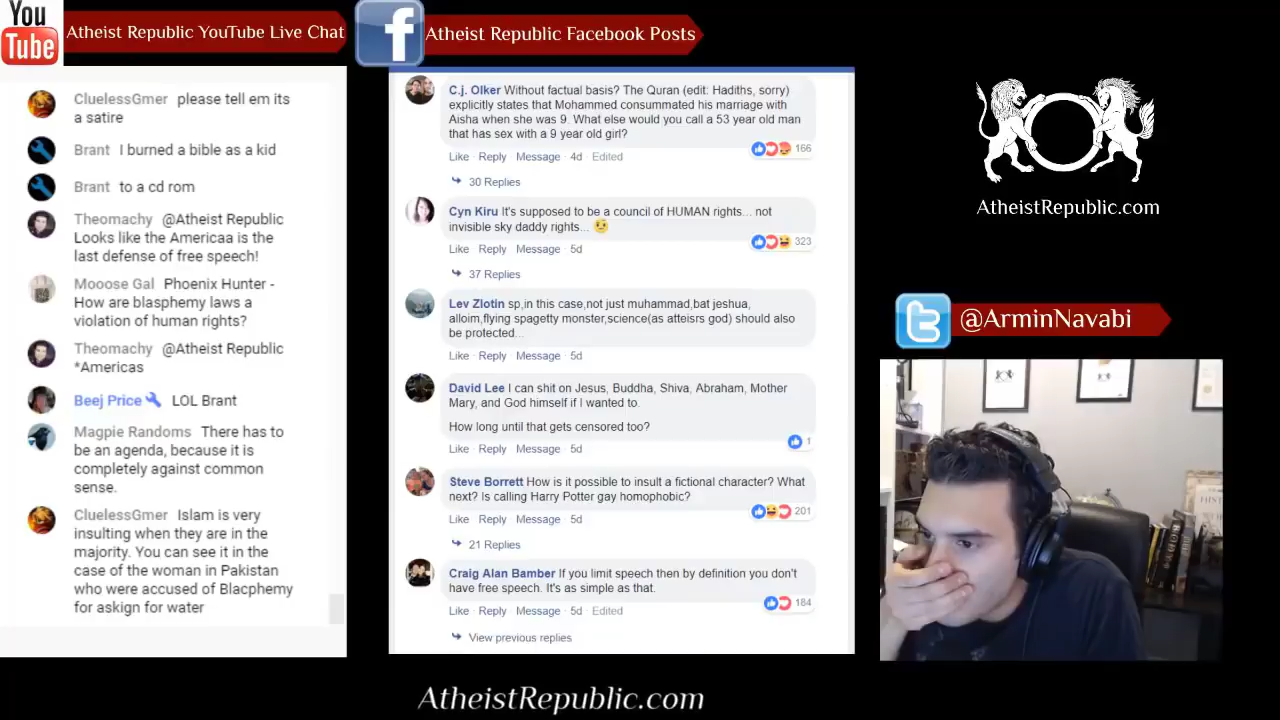 You
Tube
Atheist Republic YouTube Live Chat
f
Atheist Republic Facebook Posts
CluelessGmer please tell em its
a satire
Brant I burned a bible as a kid
Brant to a cd rom
Theomachy @Atheist Republic
Looks like the Americaa is the
last defense of free speech!
Mooose Gal Phoenix Hunter -
How are blasphemy laws a
violation of human rights?
Theomachy @Atheist Republic
*Americas
Beej Price LOL Brant
Magpie Randoms There has to
be an agenda, because it is
completely against common
sense.
CluelessGmer Islam is very
insulting when they are in the
majority. You can see it in the
case of the woman in Pakistan
who were accused of Blacphemy
for askign for water
C.j. Olker Without factual basis? The Quran (edit: Hadiths, sorry)
explicitly states that Mohammed consummated his marriage with
Aisha when she was 9. What else would you call a 53 year old man
that has sex with a 9 year old girl?
166
Like Reply Message 4d Edited
30 Replies
Cyn Kiru It's supposed to be a council of HUMAN rights... not
invisible sky daddy rights...
323
Like Reply Message 5d
37 Replies
Lev Zlotin sp,in this case,not just muhammad,bat jeshua,
alloim,flying spagetty monster,science(as atteisrs god) should also
be protected...
Like Reply Message 5d
David Lee I can shit on Jesus, Buddha, Shiva, Abraham, Mother
Mary, and God himself if I wanted to.
How long until that gets censored too?
1
Like Reply Message 5d
Steve Borrett How is it possible to insult a fictional character? What
next? Is calling Harry Potter gay homophobic?
201
Like Reply Message 5d
21 Replies
Craig Alan Bamber If you limit speech then by definition you don't
have free speech. It's as simple as that.
184
Like Reply Message 5d Edited
View previous replies
AtheistRepublic.com
@ArminNavabi
AtheistRepublic.com